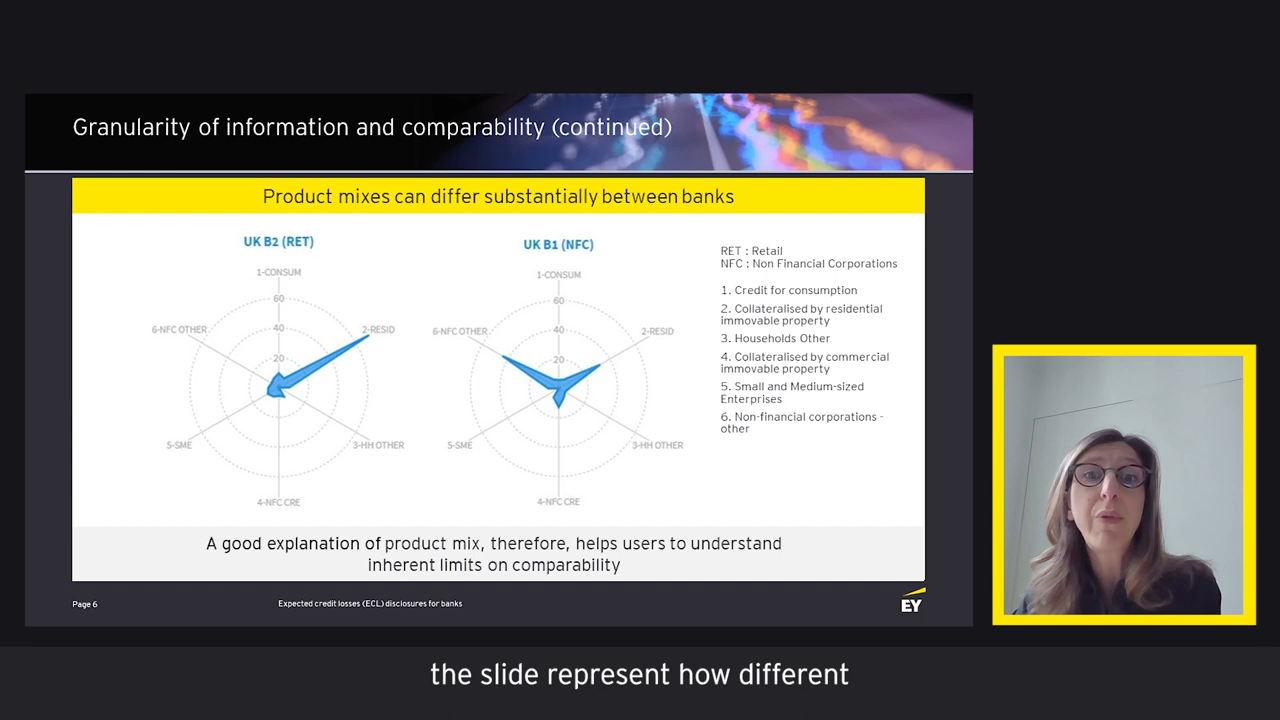 Granularity of information and comparability (continued)
Product mixes can differ substantially between banks
UK B2 (RET)
1-CONSUM
60
40
20
6-NFC OTHER
2-RESID
5-SME
3-HH OTHER
4-NFC CRE
UK B1 (NFC)
1-CONSUM
60
40
20
6-NFC OTHER
2-RESID
5-SME
3-HH OTHER
4-NFC CRE
RET : Retail
NFC : Non Financial Corporations
1. Credit for consumption
2. Collateralised by residential
immovable property
3. Households Other
4. Collateralised by commercial
immovable property
5. Small and Medium-sized
Enterprises
6. Non-financial corporations -
other
A good explanation of product mix, therefore, helps users to understand
inherent limits on comparability
Page 6
Expected credit losses (ECL) disclosures for banks
EY
the slide represent how different